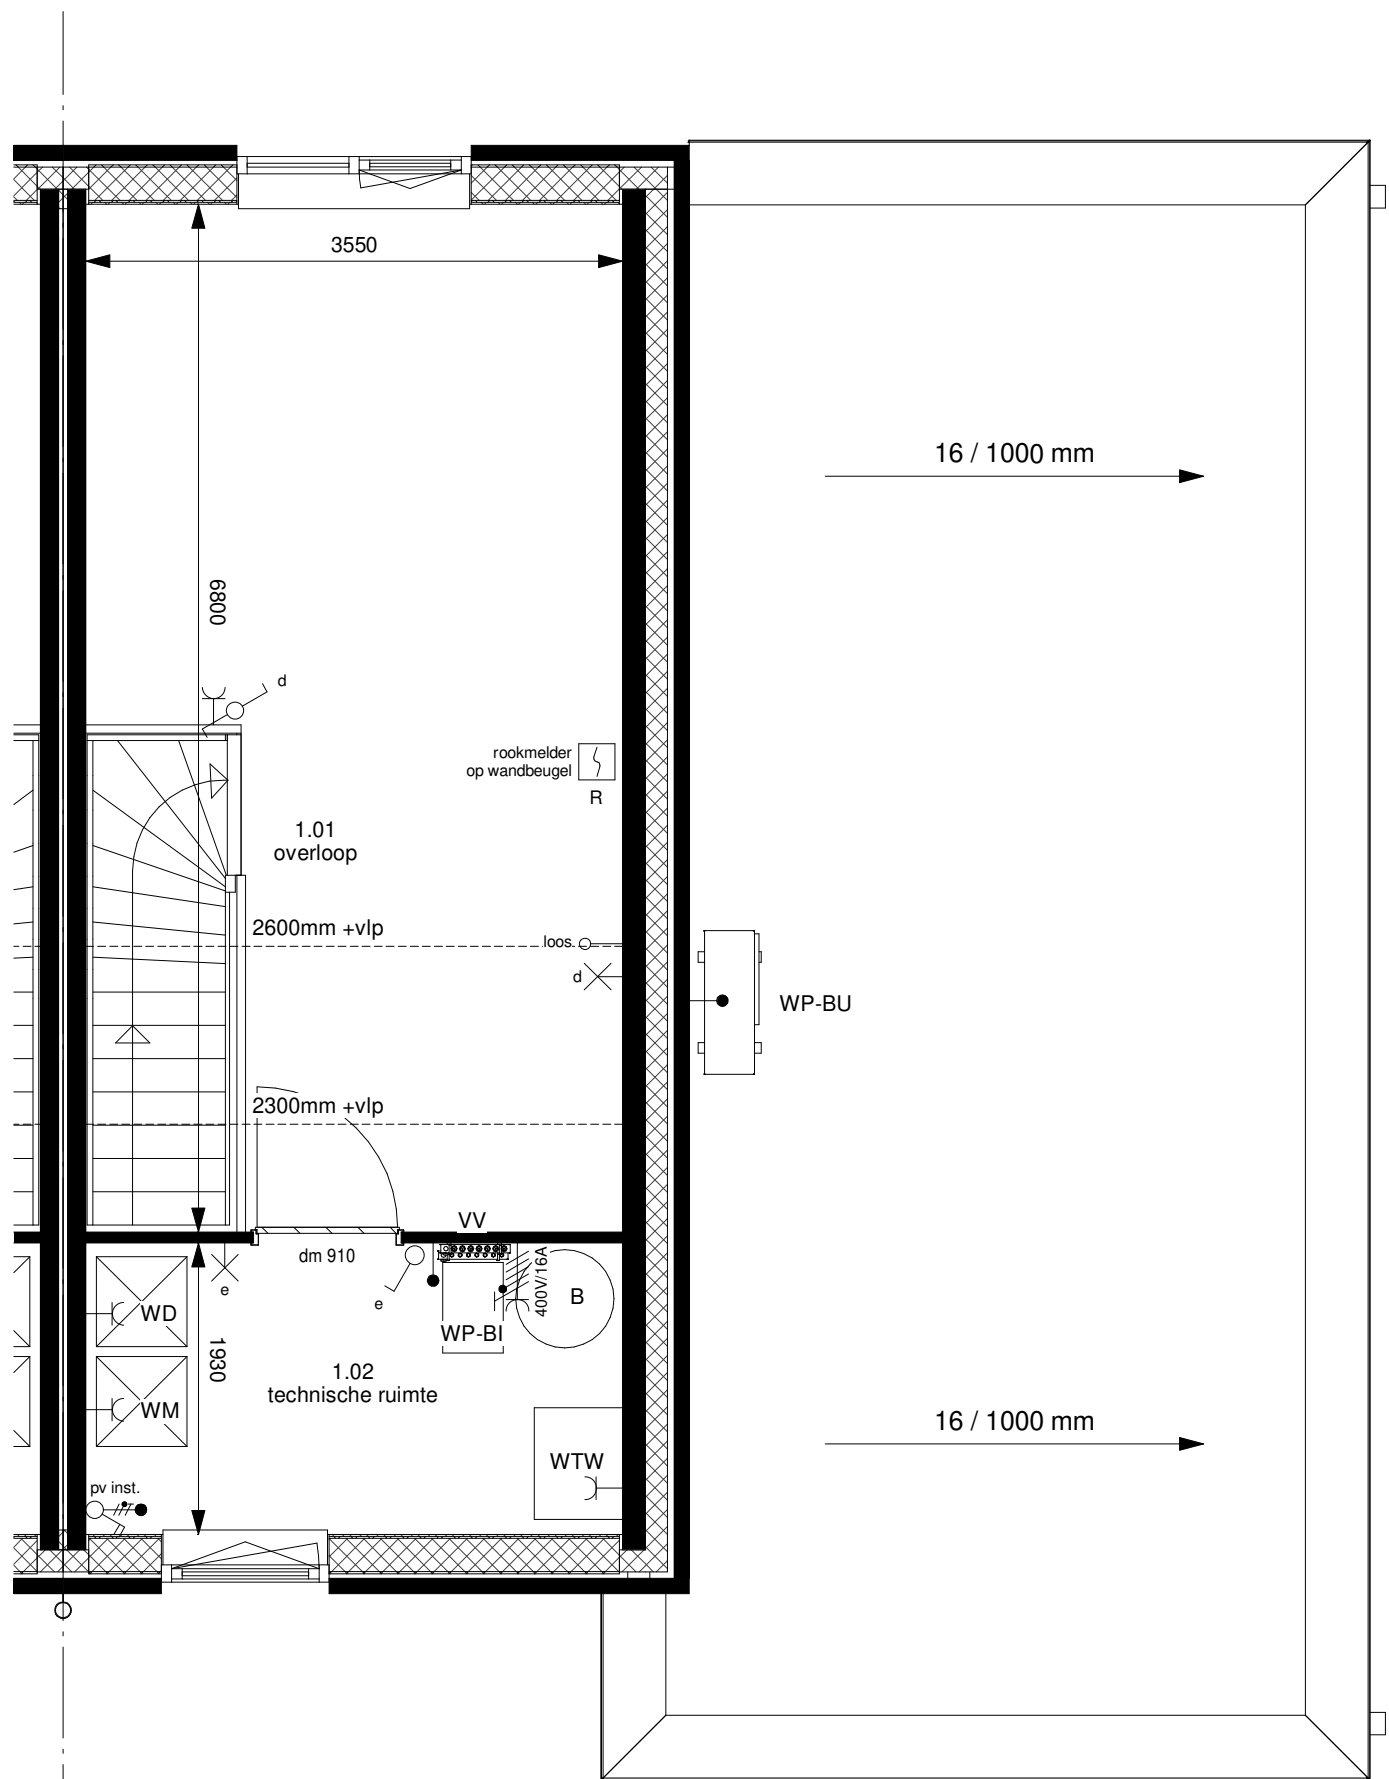 3550
16 / 1000 mm
6800
d
rookmelder
op wandbeugel
R
1.01
overloop
2600mm +vlp
loos
d
WP-BU
2300mm +vlp
VV
dm 910
400V/16A
e
e
B
WD
WP-BI
1930
1.02
technische ruimte
WM
16 / 1000 mm
WTW
pv inst.